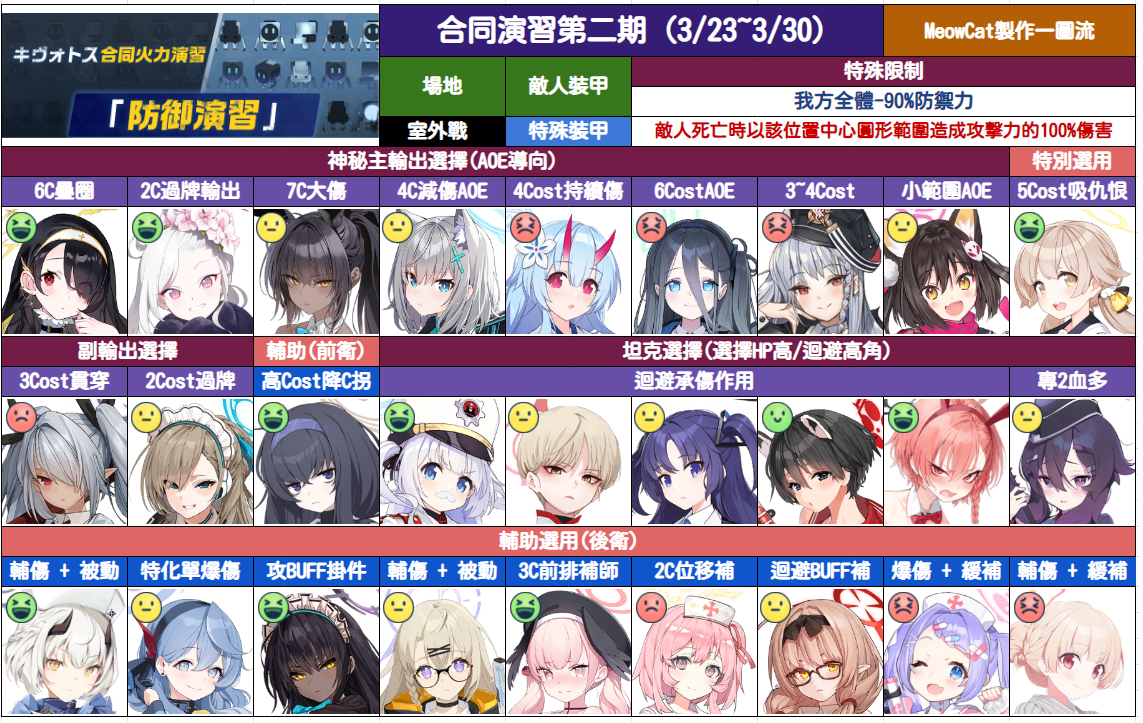 キヴォトス合同火力演習
「防御演習」
合同演習第二期 (3/23~3/30)
MeowCat製作一圖流
場地
敵人裝甲
特殊限制
我方全體-90%防禦力
室外戰
特殊裝甲
敵人死亡時以該位置中心圓形範圍造成攻擊力的100%傷害
神秘主輸出選擇(AOE導向)
特別選用
6C疊圈
2C過牌輸出
7C大傷
4C減傷AOE
4Cost持續傷
6CostAOE
3~4Cost
小範圍AOE
5Cost吸仇恨
副輸出選擇
輔助(前衛)
坦克選擇(選擇HP高/迴避高角)
3Cost貫穿
2Cost過牌
高Cost降C拐
迴避承傷作用
專2血多
輔助選用(後衛)
輔傷 + 被動
特化單爆傷
攻BUFF掛件
輔傷 + 被動
3C前排補師
2C位移補
迴避BUFF補
爆傷 + 緩補
輔傷 + 緩補